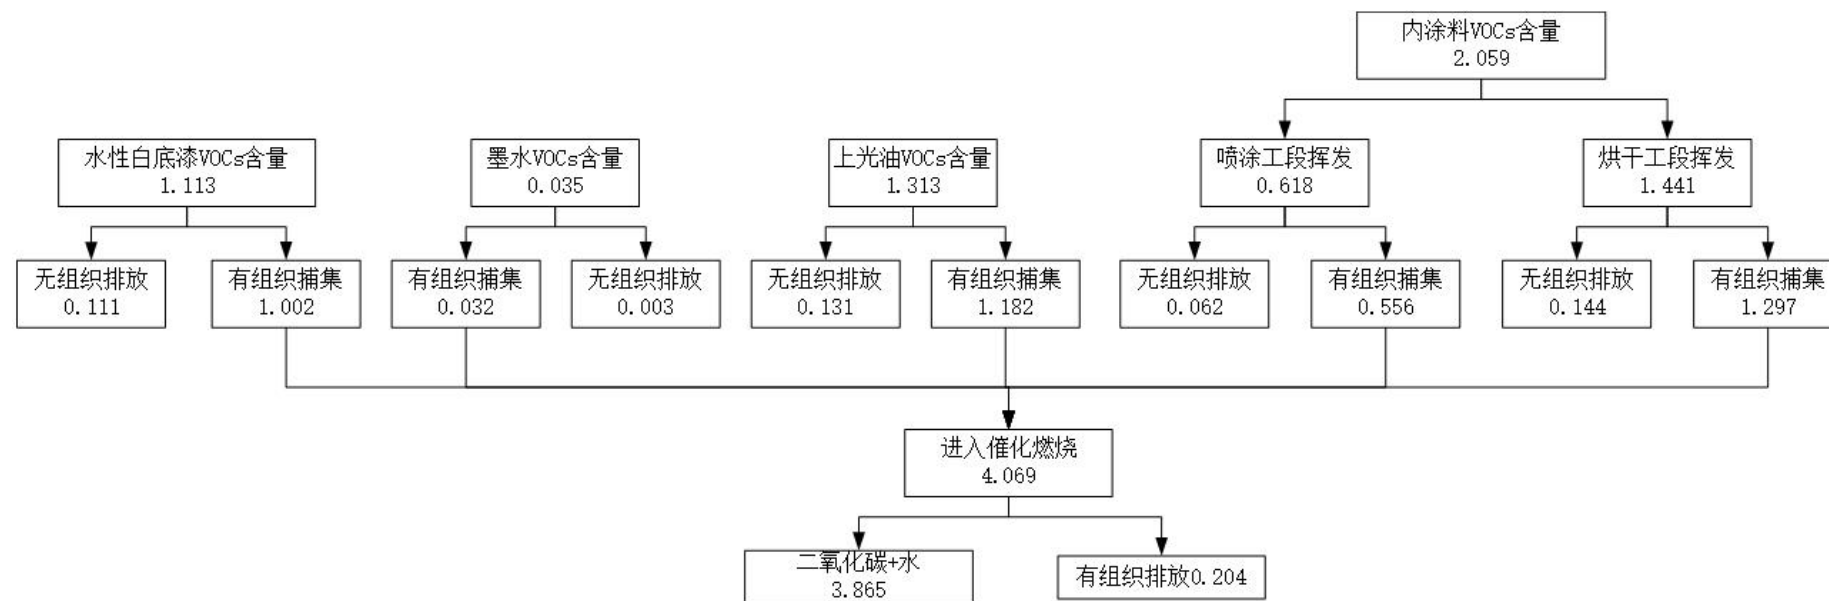 内涂料VOCs含量
2.059
水性白底漆VOCs含量
1.113
墨水VOCs含量
0.035
上光油VOCs含量
1.313
喷涂工段挥发
0.618
烘干工段挥发
1.441
无组织排放
0.111
有组织捕集
1.002
有组织捕集
0.032
无组织排放
0.003
无组织排放
0.131
有组织捕集
1.182
无组织排放
0.062
有组织捕集
0.556
无组织排放
0.144
有组织捕集
1.297
进入催化燃烧
4.069
二氧化碳+水
3.865
有组织排放0.204